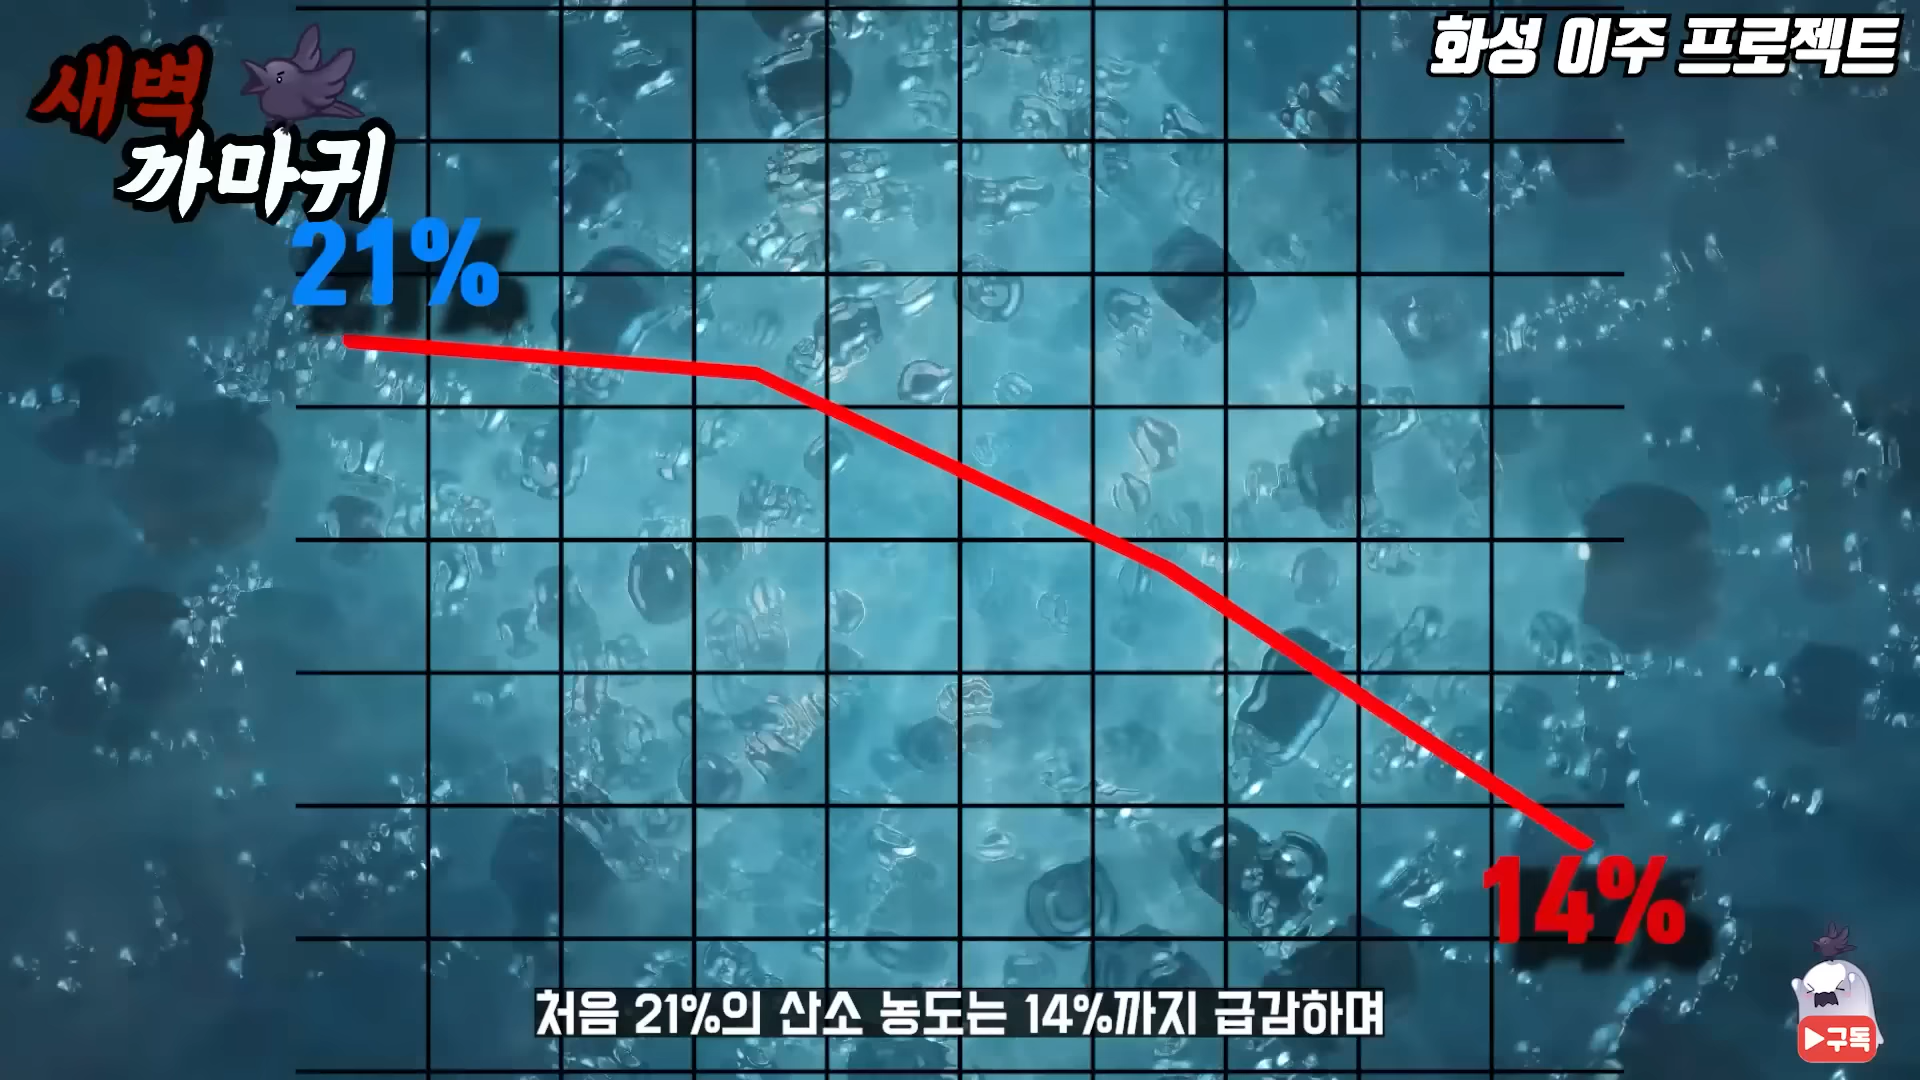 새벽
까마귀
화성 이주 프로젝트
21%
14%
처음 21%의 산소 농도는 14%까지 급감하며
구독